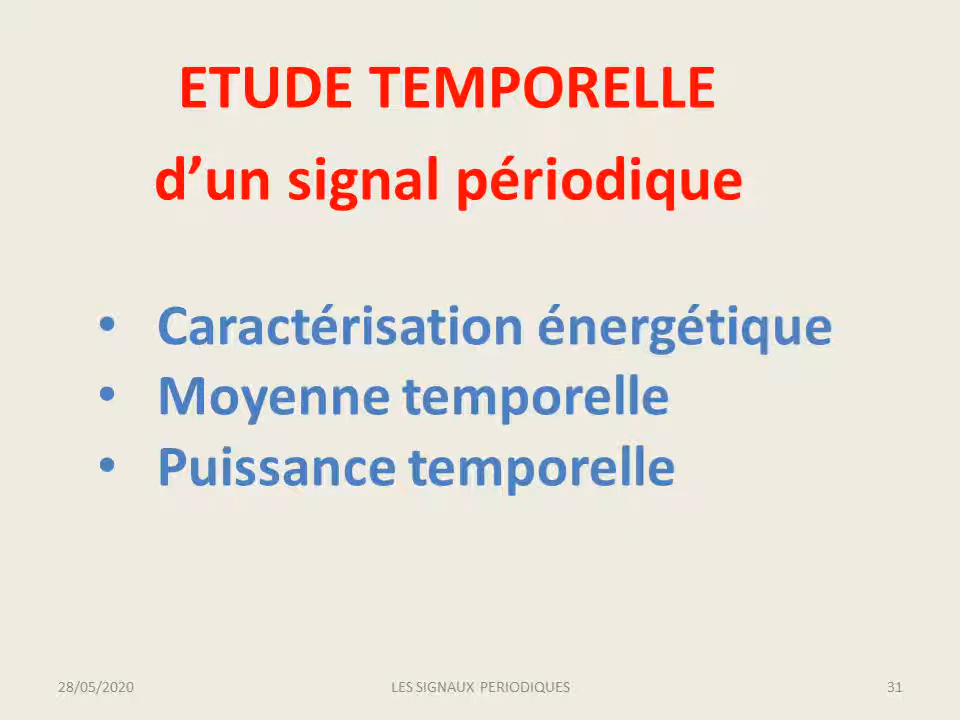 ETUDE TEMPORELLE
d’un signal périodique
• Caractérisation énergétique
• Moyenne temporelle
• Puissance temporelle
28/05/2020 LES SIGNAUX PERIODIQUES 31